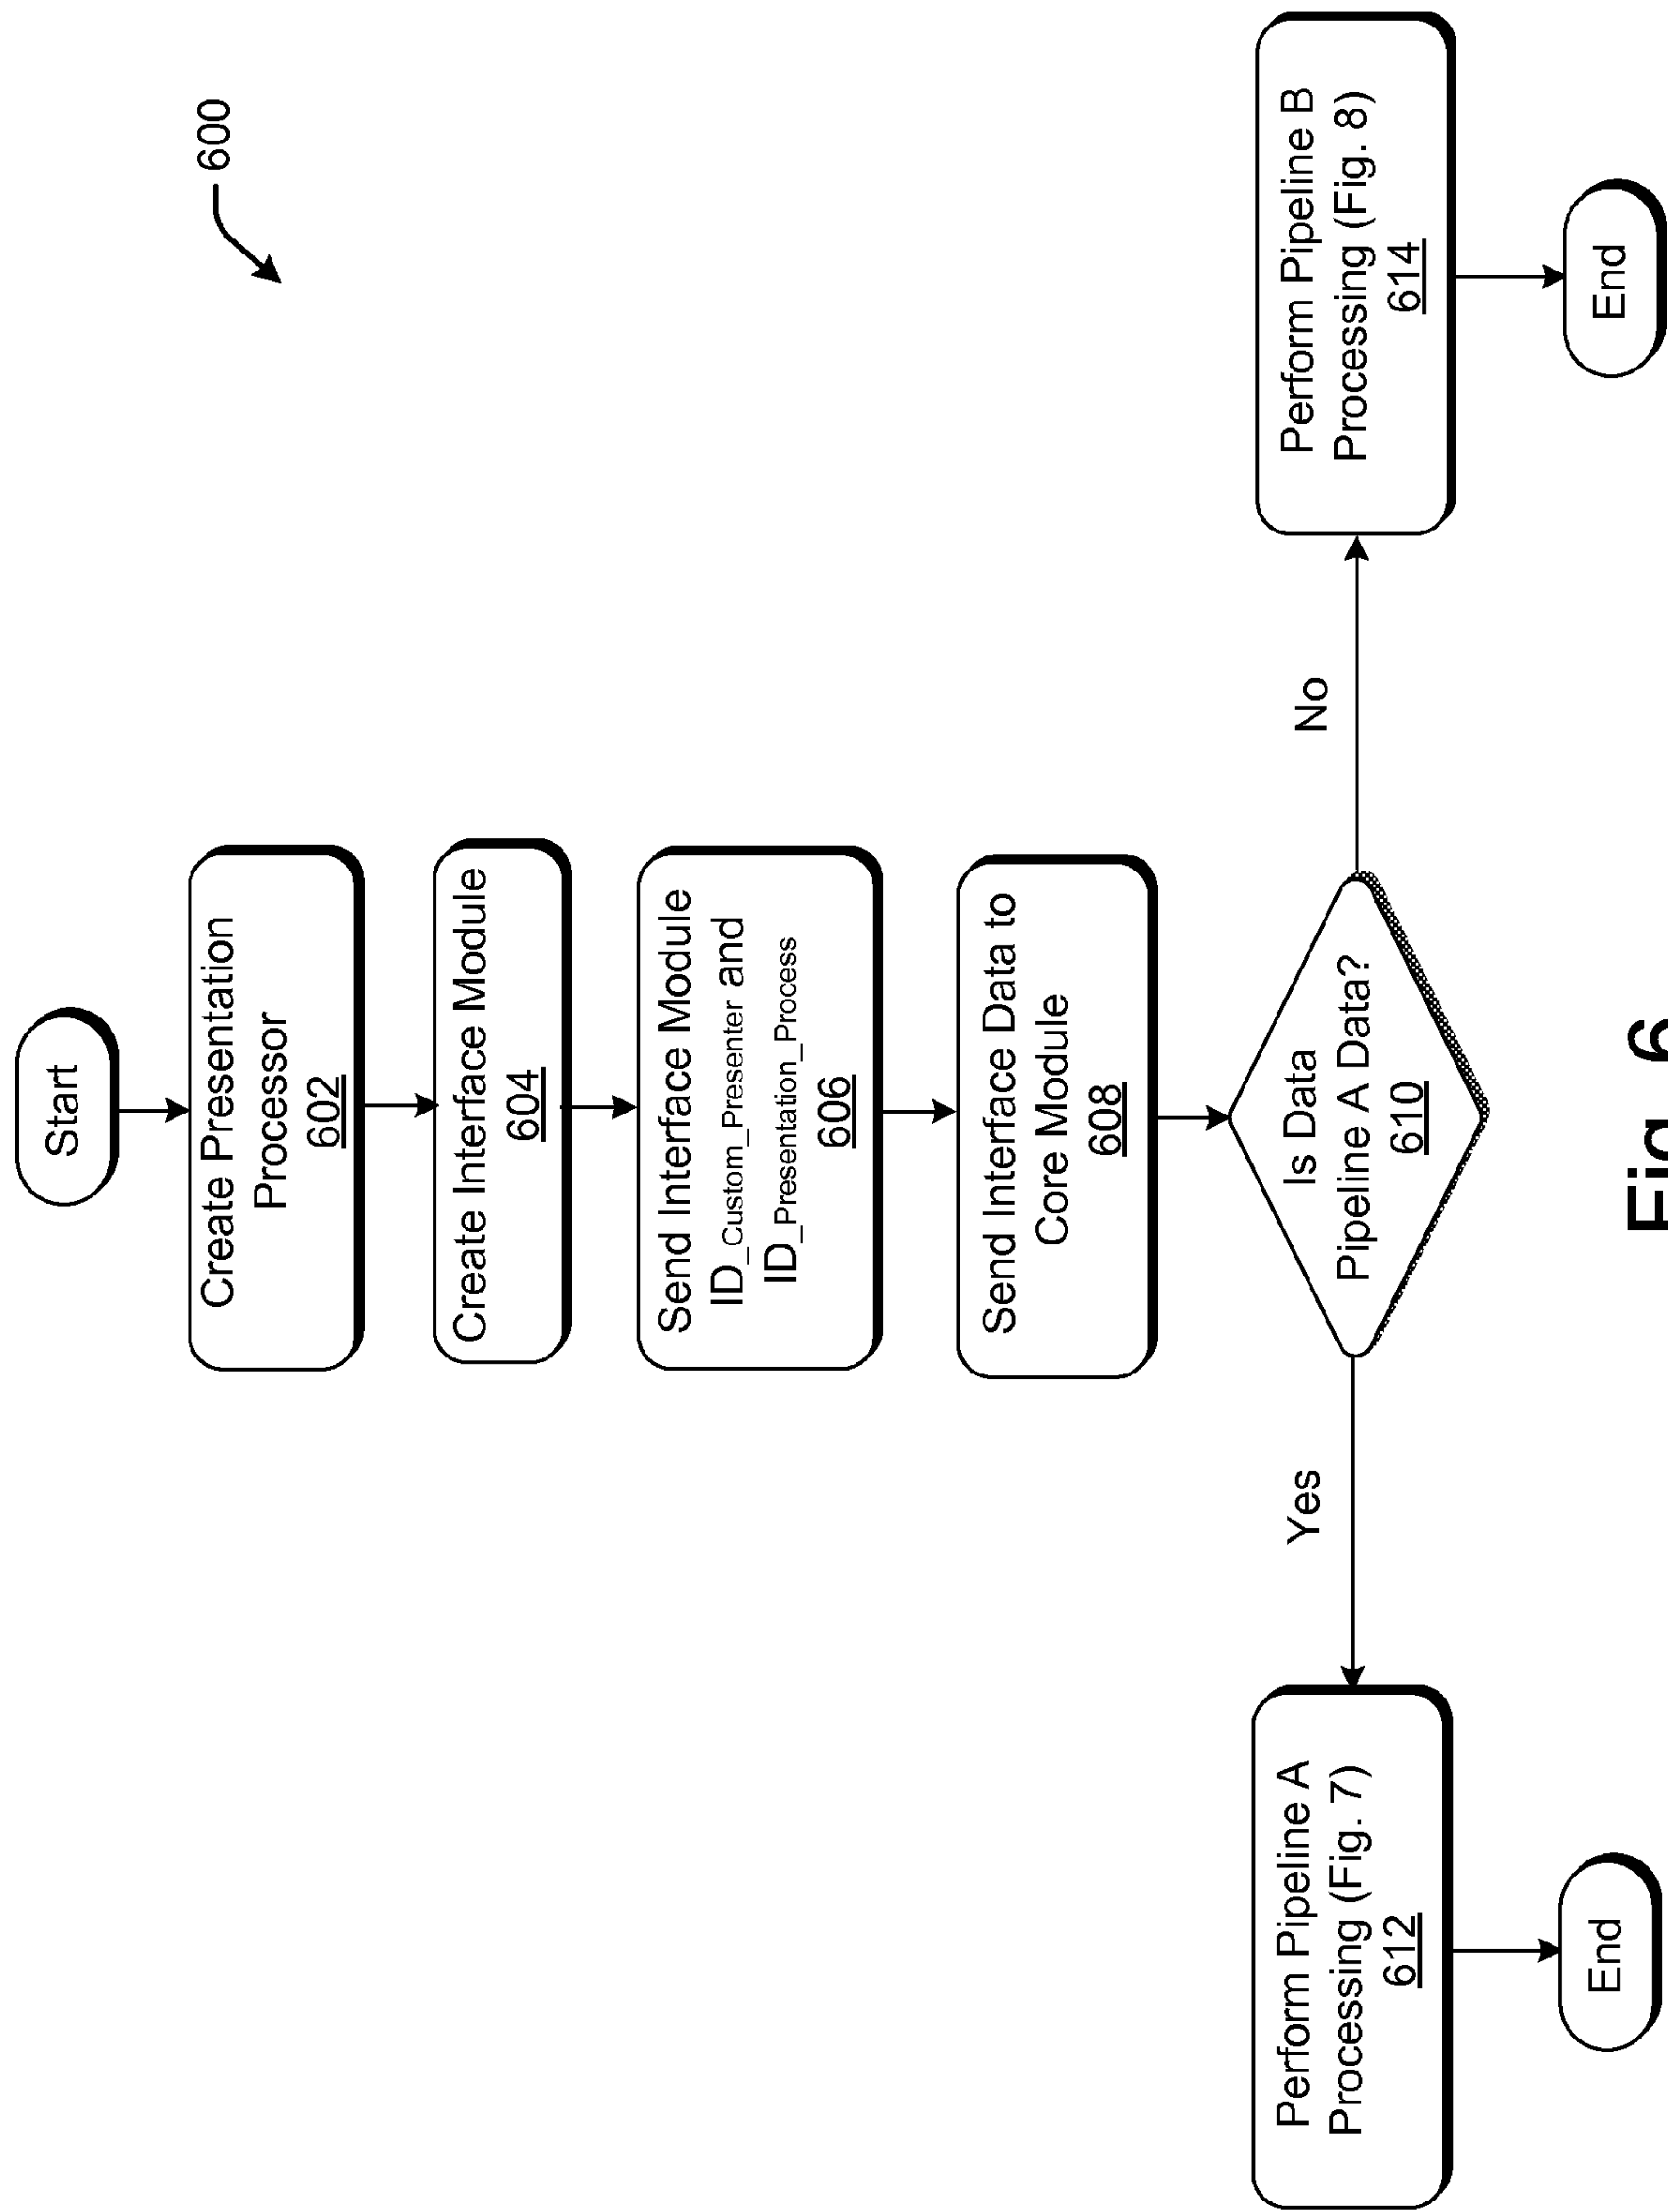 600
Start
Create Presentation
Processor
602
Create Interface Module
604
Send Interface Module
ID_Custom_Presenter and
ID_Presentation_Process
606
Send Interface Data to
Core Module
608
Is Data
Pipeline A Data?
610
Yes
No
Perform Pipeline A
Processing (Fig. 7)
612
End
Perform Pipeline B
Processing (Fig. 8)
614
End
Fig. 6